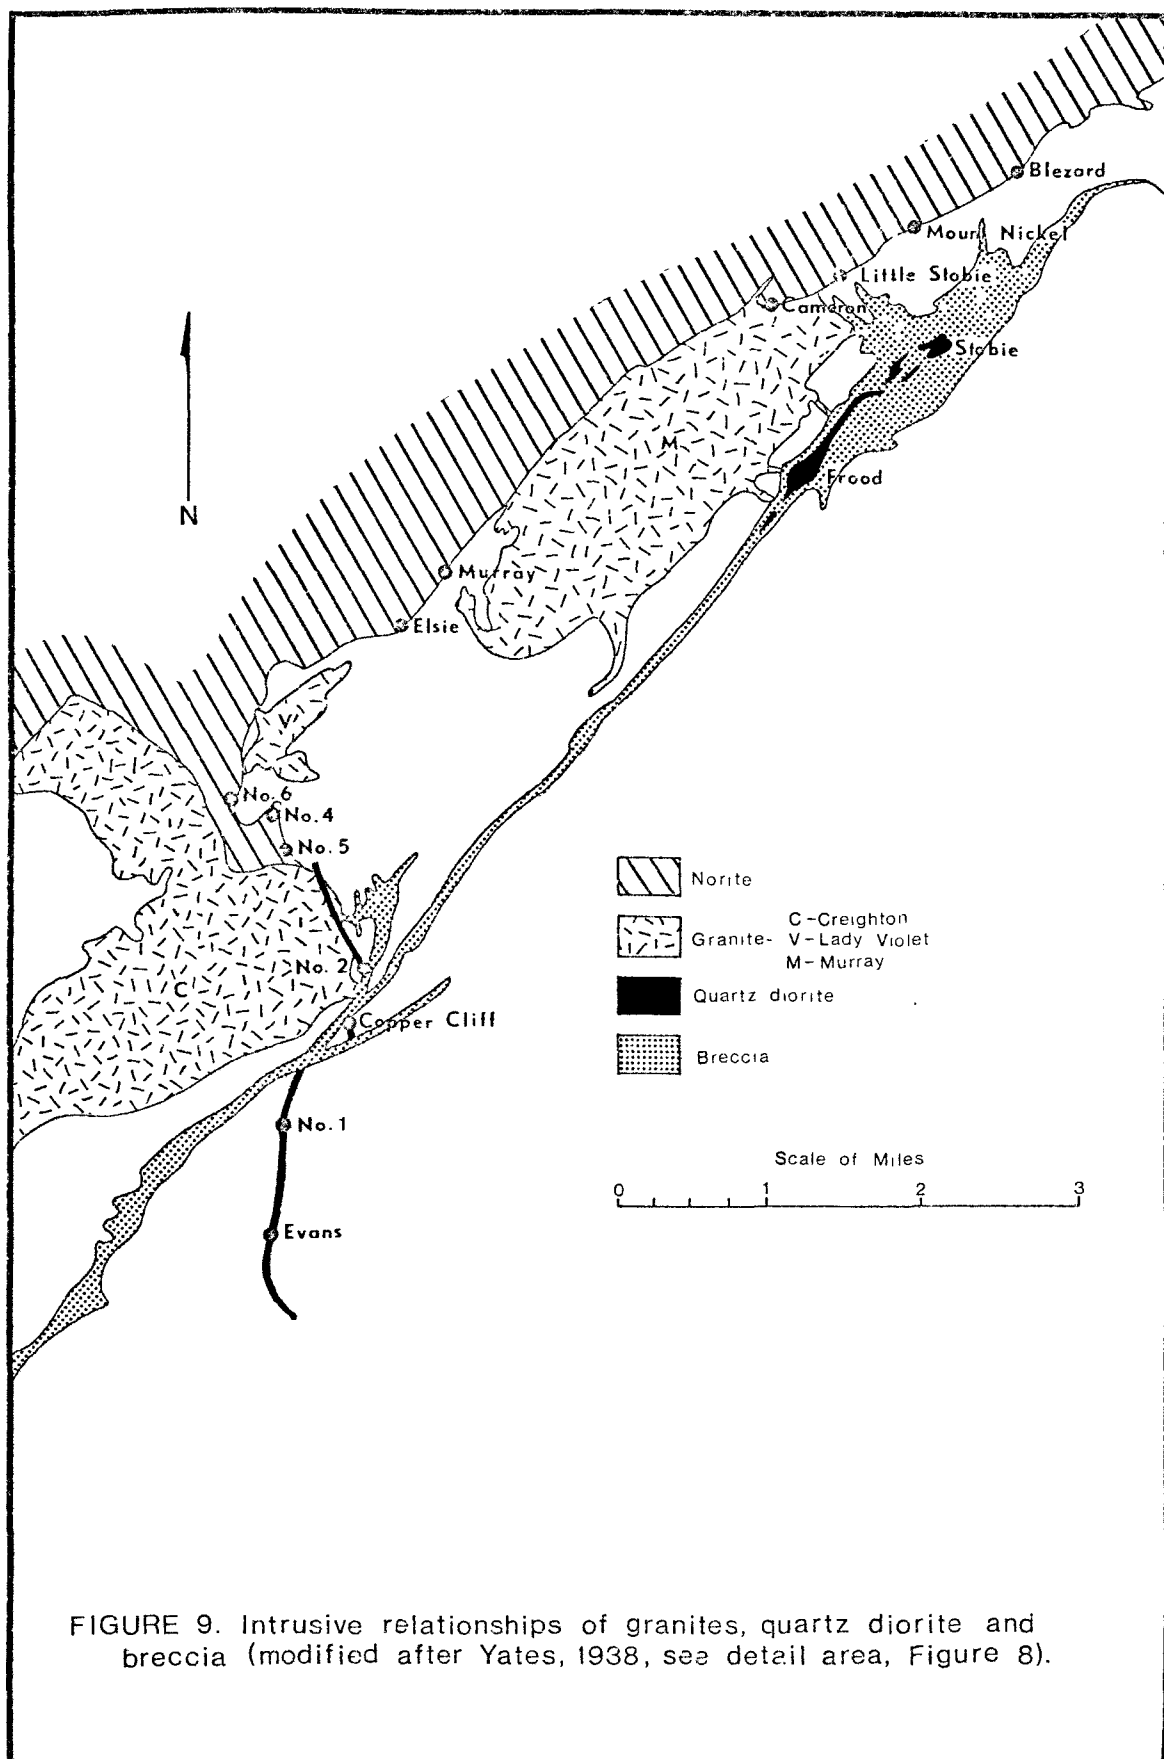 Blezard
Mount Nickel
Little Stobie
Cameron
Stobie
M
Frood
N
Murray
Elsie
V
No. 6
No. 4
No. 5
Norite
C-Creighton
Granite- V-Lady Violet
M-Murray
No. 2
C
Quartz diorite
Copper Cliff
Breccia
No. 1
Scale of Miles
0 1 2 3
Evans
FIGURE 9. Intrusive relationships of granites, quartz diorite and
breccia (modified after Yates, 1938, see detail area, Figure 8).